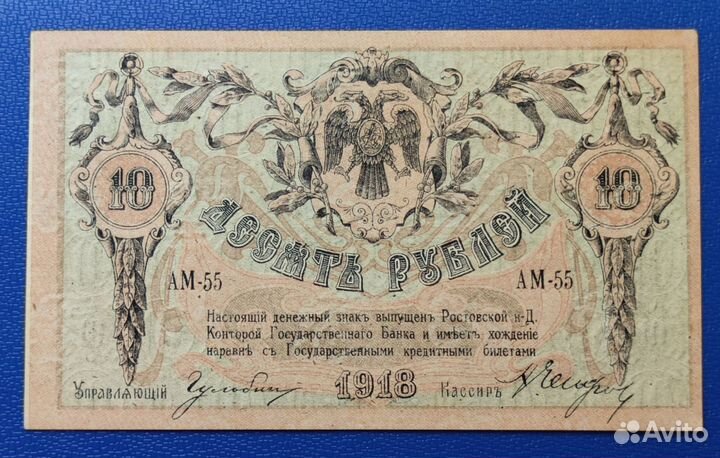 10 10
ДЕСЯТЬ РУБЛЕЙ
АМ-55 АМ-55
Настоящій денежный знакъ выпущенъ Ростовской н-Д.
Конторой Государственнаго Банка и имѣетъ хожденіе
наравнѣ съ Государственными кредитными билетами
Управляющій 1918 Кассиръ
Avito